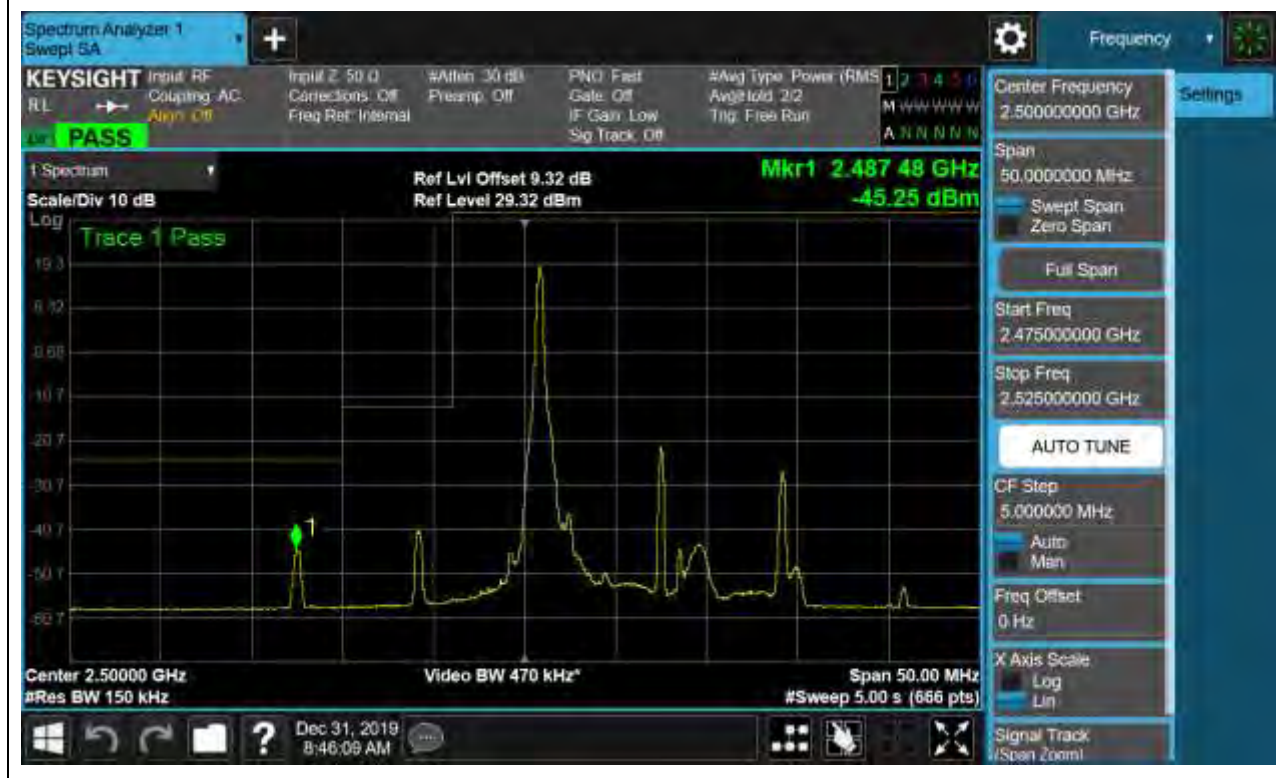 Spectrum Analyzer 1
Swept SA
+
Frequency
KEYSIGHT
RL
PASS
Input: RF
Coupling: AC
Align: Off
Input Z: 50 Ω
Corrections: Off
Freq Ref: Internal
#Atten: 30 dB
Preamp: Off
PNO: Fast
Gate: Off
IF Gain: Low
Sig Track: Off
#Avg Type: Power (RMS
Avg|Hold: 2/2
Trig: Free Run
1 2 3 4 5 6
M W W W W W
A N N N N N
1 Spectrum
Scale/Div 10 dB
Ref Lvl Offset 9.32 dB
Ref Level 29.32 dBm
Mkr1 2.487 48 GHz
-45.25 dBm
Log
Trace 1 Pass
19.3
9.32
-0.68
-10.7
-20.7
-30.7
-40.7
-50.7
-60.7
1
Center 2.50000 GHz
#Res BW 150 kHz
Video BW 470 kHz*
Span 50.00 MHz
#Sweep 5.00 s (666 pts)
Center Frequency
2.500000000 GHz
Settings
Span
50.0000000 MHz
Swept Span
Zero Span
Full Span
Start Freq
2.475000000 GHz
Stop Freq
2.525000000 GHz
AUTO TUNE
CF Step
5.000000 MHz
Auto
Man
Freq Offset
0 Hz
X Axis Scale
Log
Lin
Signal Track
(Span Zoom)
?
Dec 31, 2019
8:46:09 AM